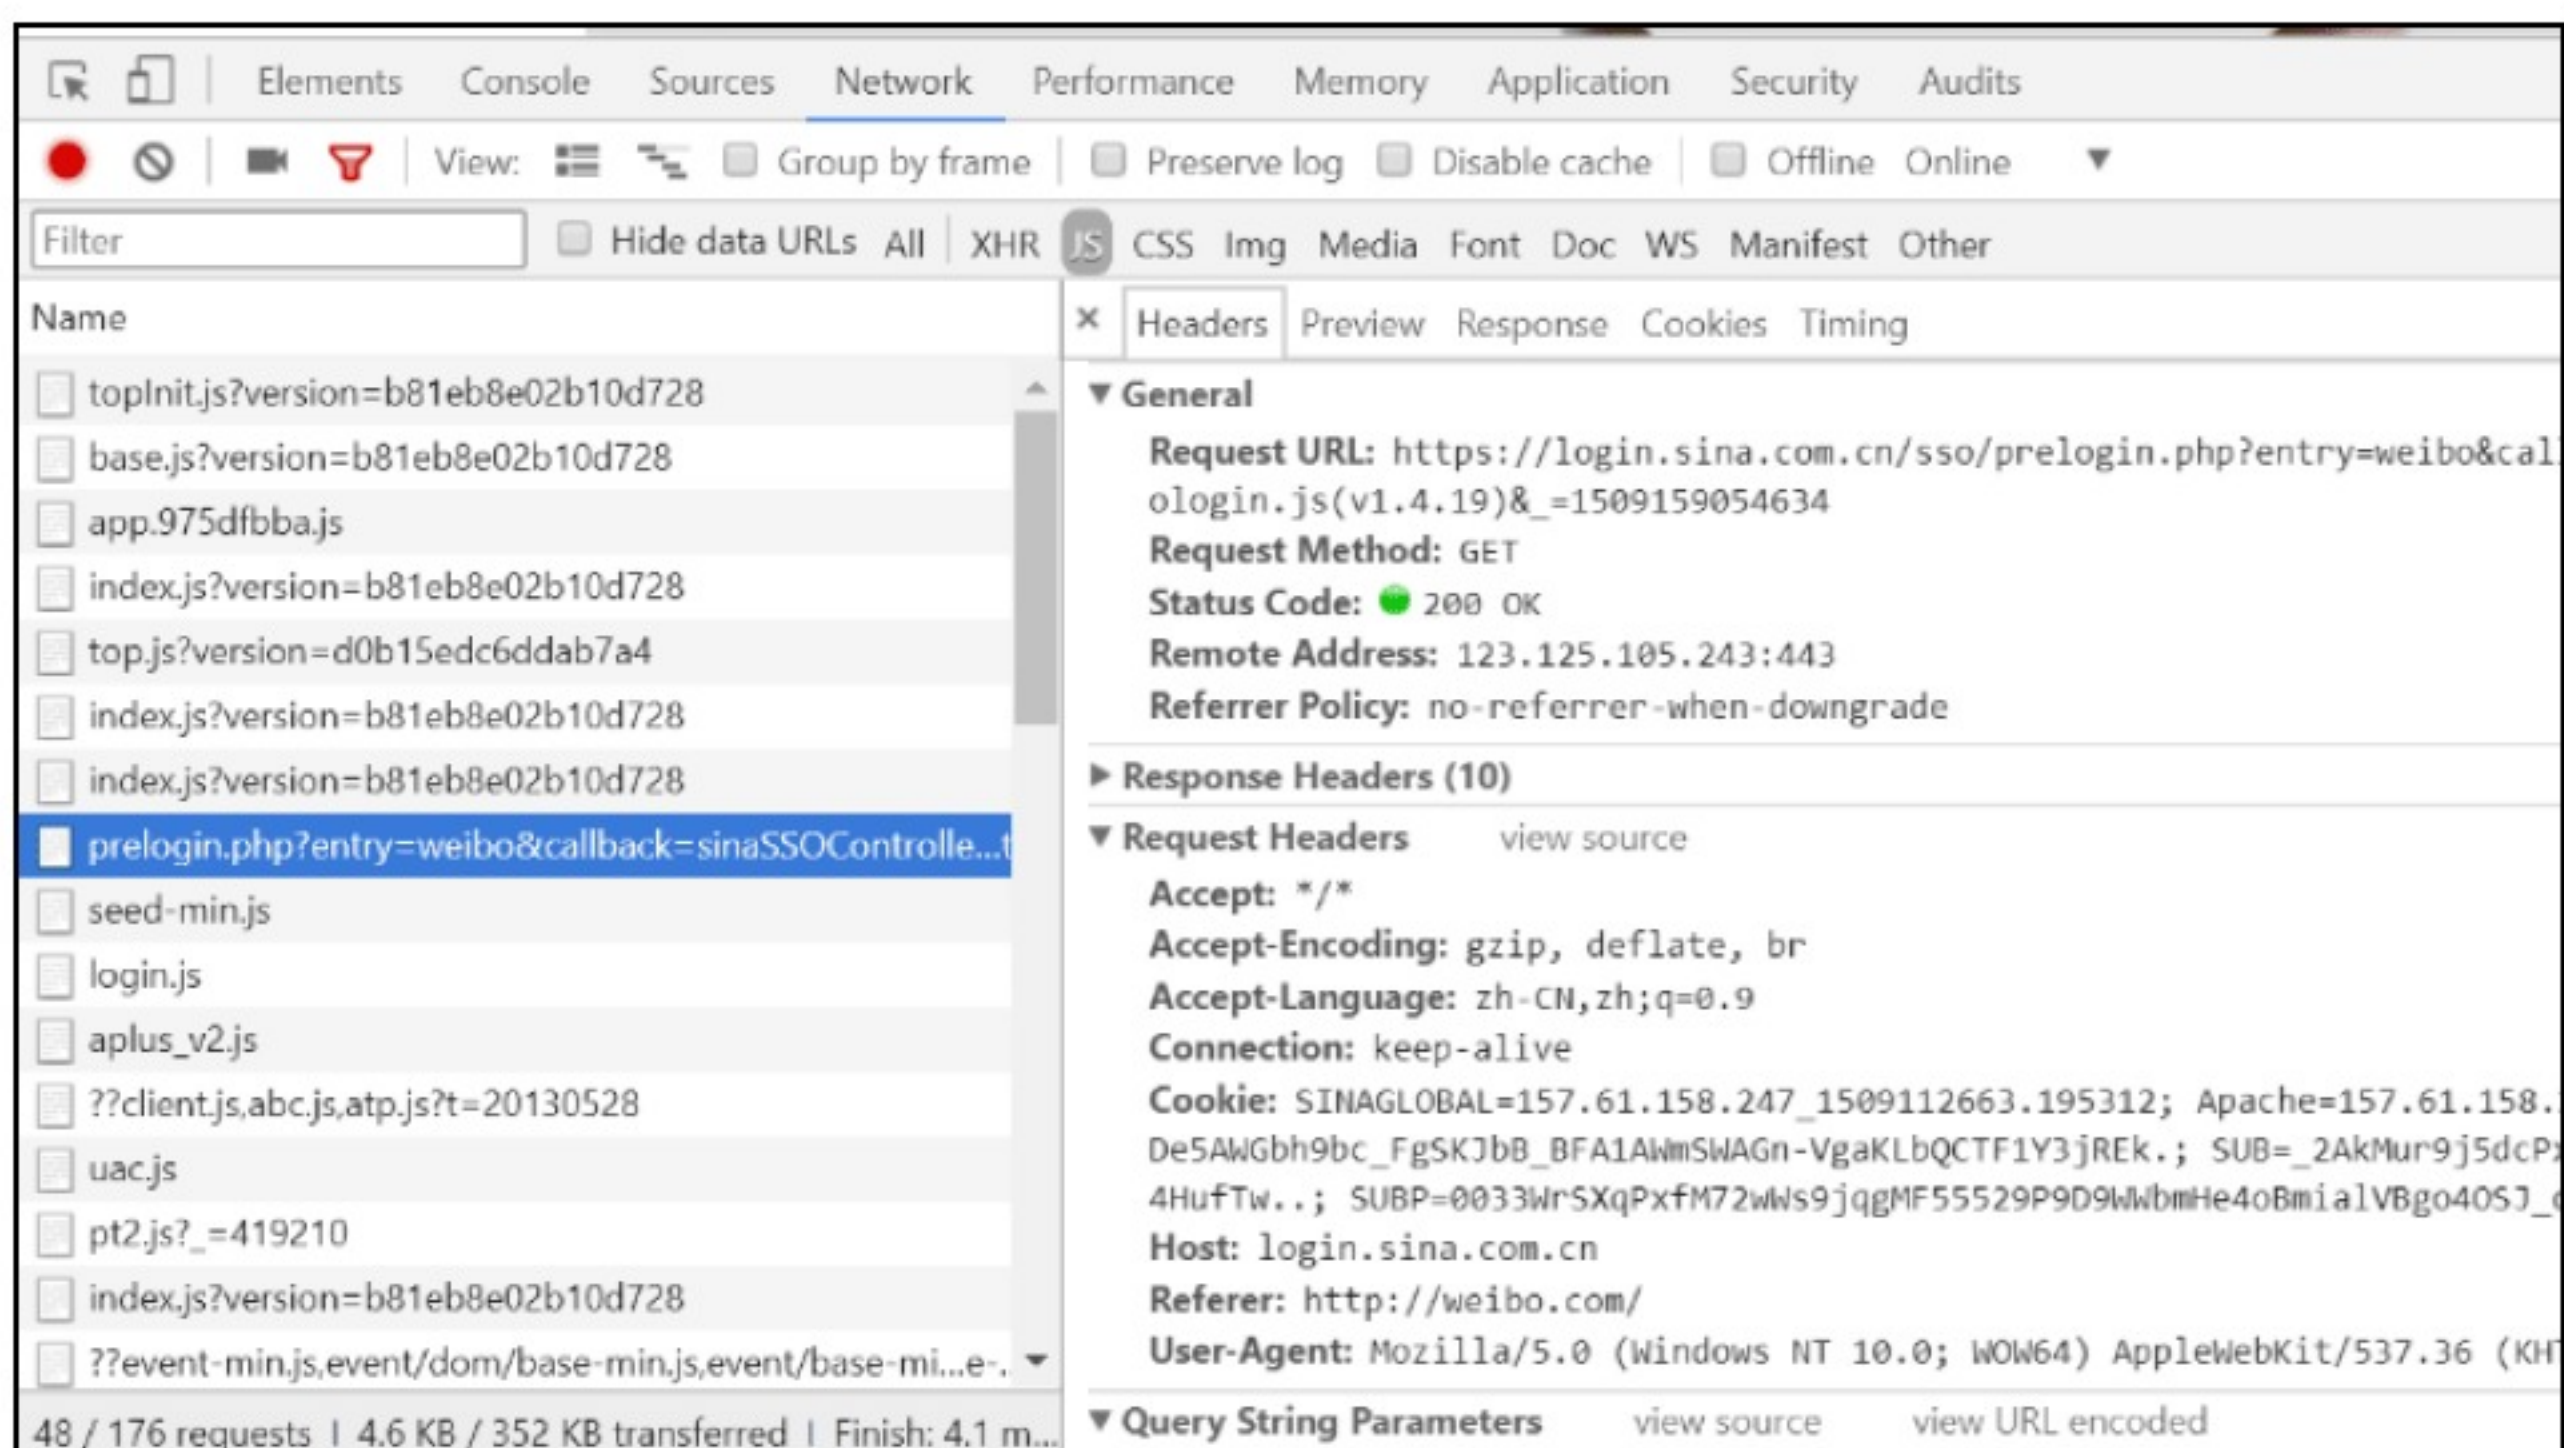 Elements Console Sources Network Performance Memory Application Security Audits
View: Group by frame Preserve log Disable cache Offline Online
Filter Hide data URLs All XHR JS CSS Img Media Font Doc WS Manifest Other
Name
topInit.js?version=b81eb8e02b10d728
base.js?version=b81eb8e02b10d728
app.975dfbba.js
index.js?version=b81eb8e02b10d728
top.js?version=d0b15edc6ddab7a4
index.js?version=b81eb8e02b10d728
index.js?version=b81eb8e02b10d728
prelogin.php?entry=weibo&callback=sinaSSOControlle...t
seed-min.js
login.js
aplus_v2.js
??client.js,abc.js,atp.js?t=20130528
uac.js
pt2.js?_=419210
index.js?version=b81eb8e02b10d728
??event-min.js,event/dom/base-min.js,event/base-mi...e-..
48 / 176 requests | 4.6 KB / 352 KB transferred | Finish: 4.1 m...
× Headers Preview Response Cookies Timing
General
Request URL: https://login.sina.com.cn/sso/prelogin.php?entry=weibo&cal
ologin.js(v1.4.19)&_=1509159054634
Request Method: GET
Status Code: 200 OK
Remote Address: 123.125.105.243:443
Referrer Policy: no-referrer-when-downgrade
Response Headers (10)
Request Headers view source
Accept: */*
Accept-Encoding: gzip, deflate, br
Accept-Language: zh-CN,zh;q=0.9
Connection: keep-alive
Cookie: SINAGLOBAL=157.61.158.247_1509112663.195312; Apache=157.61.158.
De5AWGbh9bc_FgSKJbB_BFA1AWmSWAGn-VgaKLbQCTF1Y3jREk.; SUB=_2AkMur9j5dcPx
4HufTw..; SUBP=0033WrSXqPxfM72wWs9jqgMF55529P9D9WWbmHe4oBmialVBgo4OSJ_
Host: login.sina.com.cn
Referer: http://weibo.com/
User-Agent: Mozilla/5.0 (Windows NT 10.0; WOW64) AppleWebKit/537.36 (KHT
Query String Parameters view source view URL encoded